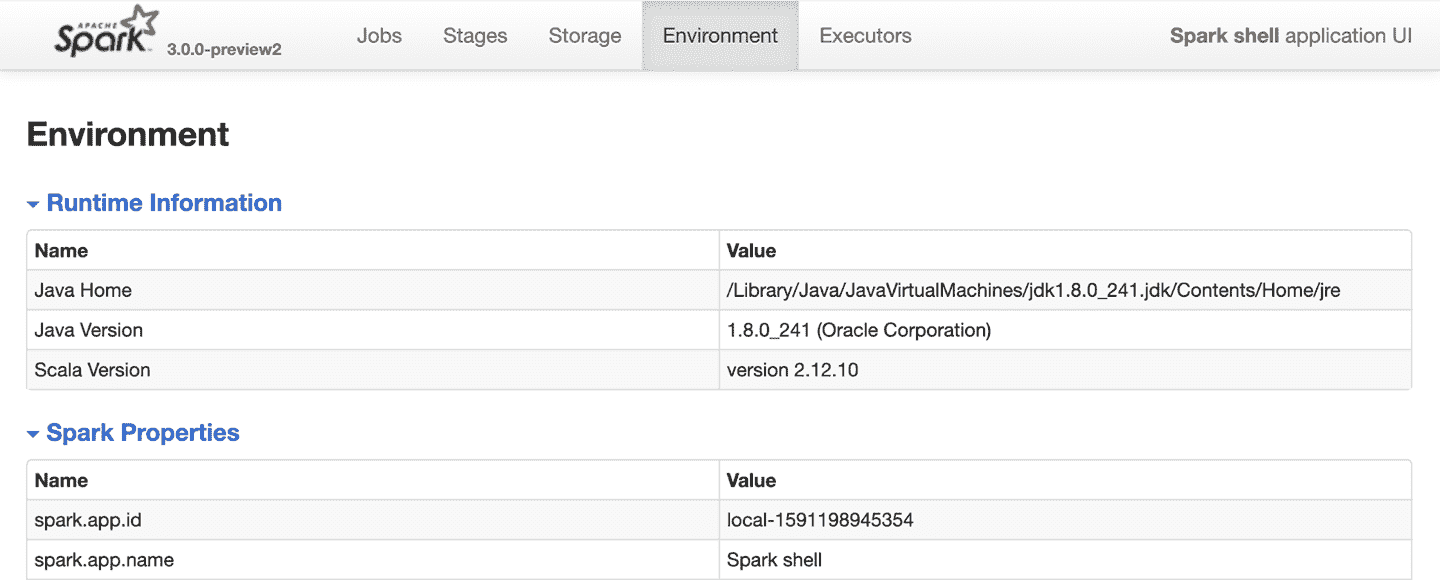 APACHE Spark 3.0.0-preview2 Jobs Stages Storage Environment Executors Spark shell application UI
Environment
Runtime Information
Name Value
Java Home /Library/Java/JavaVirtualMachines/jdk1.8.0_241.jdk/Contents/Home/jre
Java Version 1.8.0_241 (Oracle Corporation)
Scala Version version 2.12.10
Spark Properties
Name Value
spark.app.id local-1591198945354
spark.app.name Spark shell